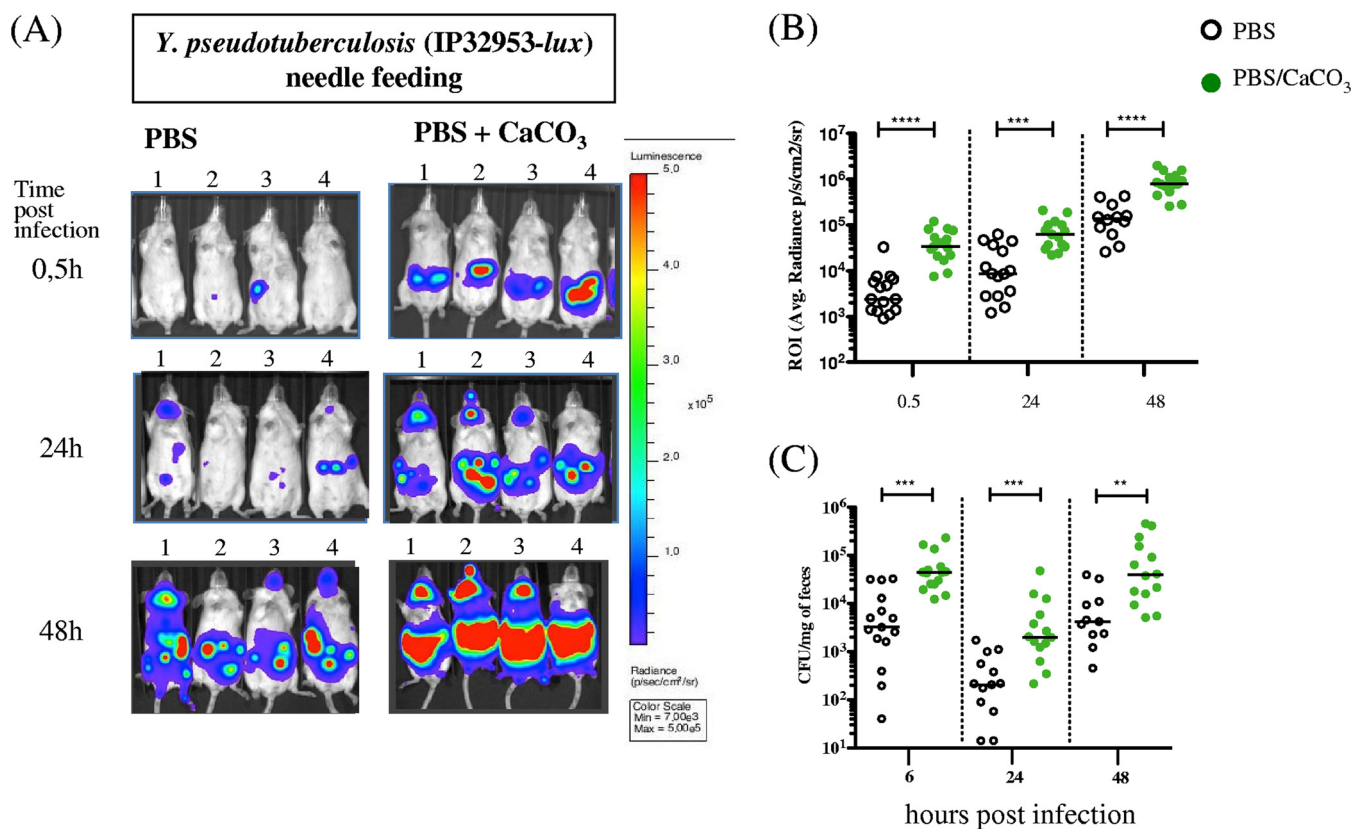 (A)
Y. pseudotuberculosis (IP32953-lux)
needle feeding
PBS
PBS + CaCO3
Time
post
infection
0,5h
1 2 3 4
1 2 3 4
24h
1 2 3 4
1 2 3 4
48h
1 2 3 4
1 2 3 4
Luminescence
5,0
4,0
3,0
x10^5
2,0
1,0
Radiance
(p/sec/cm²/sr)
Color Scale
Min = 7,00e3
Max = 5,00e5
(B)
PBS
PBS/CaCO3
ROI (Avg. Radiance p/s/cm2/sr)
10^7
10^6
10^5
10^4
10^3
10^2
**** *** ****
0.5 24 48
(C)
CFU/mg of feces
10^6
10^5
10^4
10^3
10^2
10^1
*** *** **
6 24 48
hours post infection